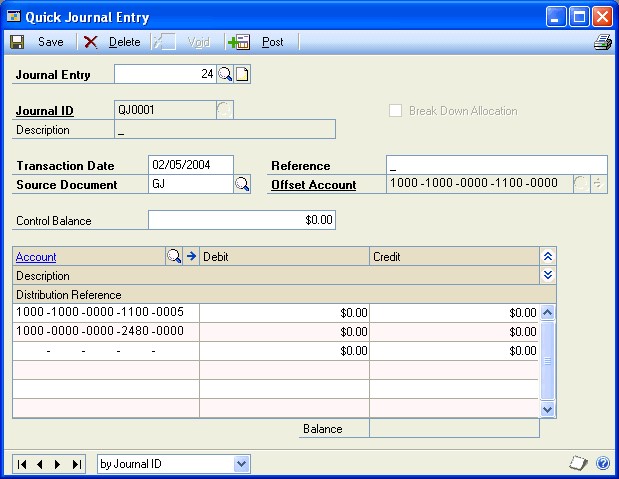 Quick Journal Entry
Save Delete Void Post
Journal Entry 24
Journal ID QJ0001 Break Down Allocation
Description _
Transaction Date 02/05/2004 Reference _
Source Document GJ Offset Account 1000 -1000 -0000 -1100 -0000
Control Balance $0.00
Account Debit Credit
Description
Distribution Reference
1000 -1000 -0000 -1100 -0005 $0.00 $0.00
1000 -0000 -0000 -2480 -0000 $0.00 $0.00
- - - - $0.00 $0.00
Balance
by Journal ID